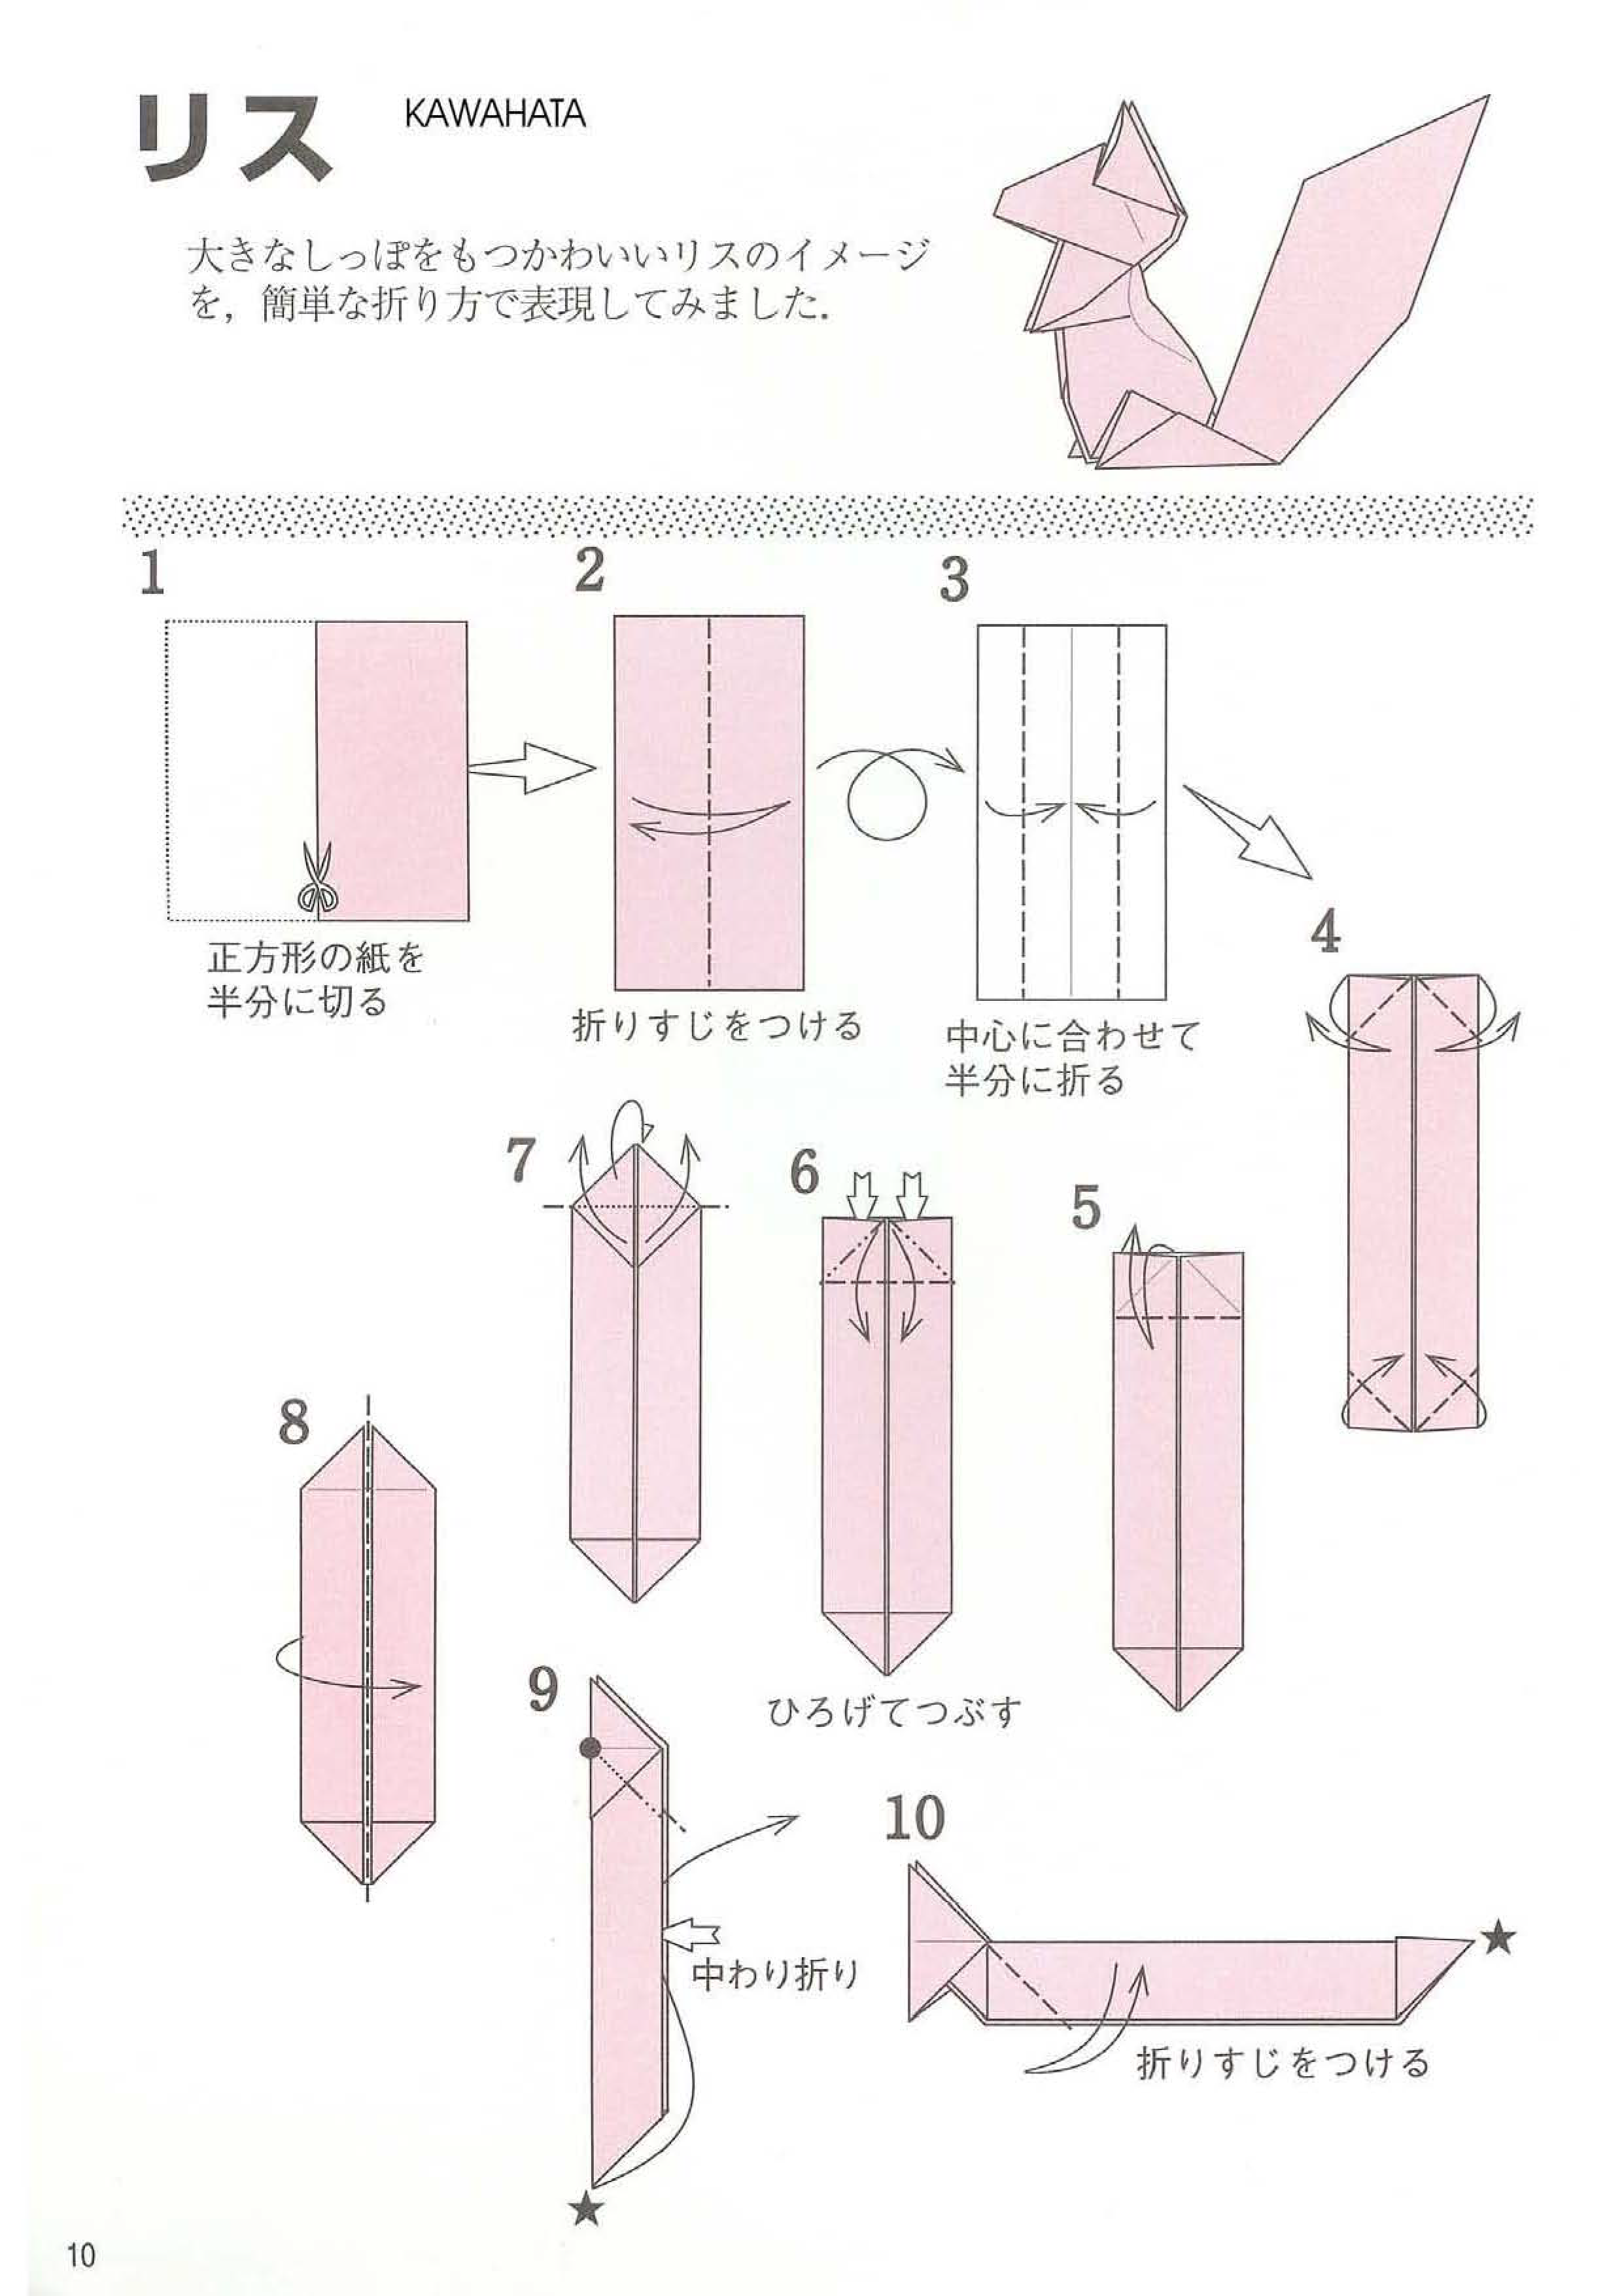 リス KAWAHATA
大きなしっぽをもつかわいいリスのイメージ
を，簡単な折り方で表現してみました．
1
2
3
正方形の紙を
半分に切る
折りすじをつける
中心に合わせて
半分に折る
4
5
6
ひろげてつぶす
7
8
9
中わり折り
★
10
★
折りすじをつける
10